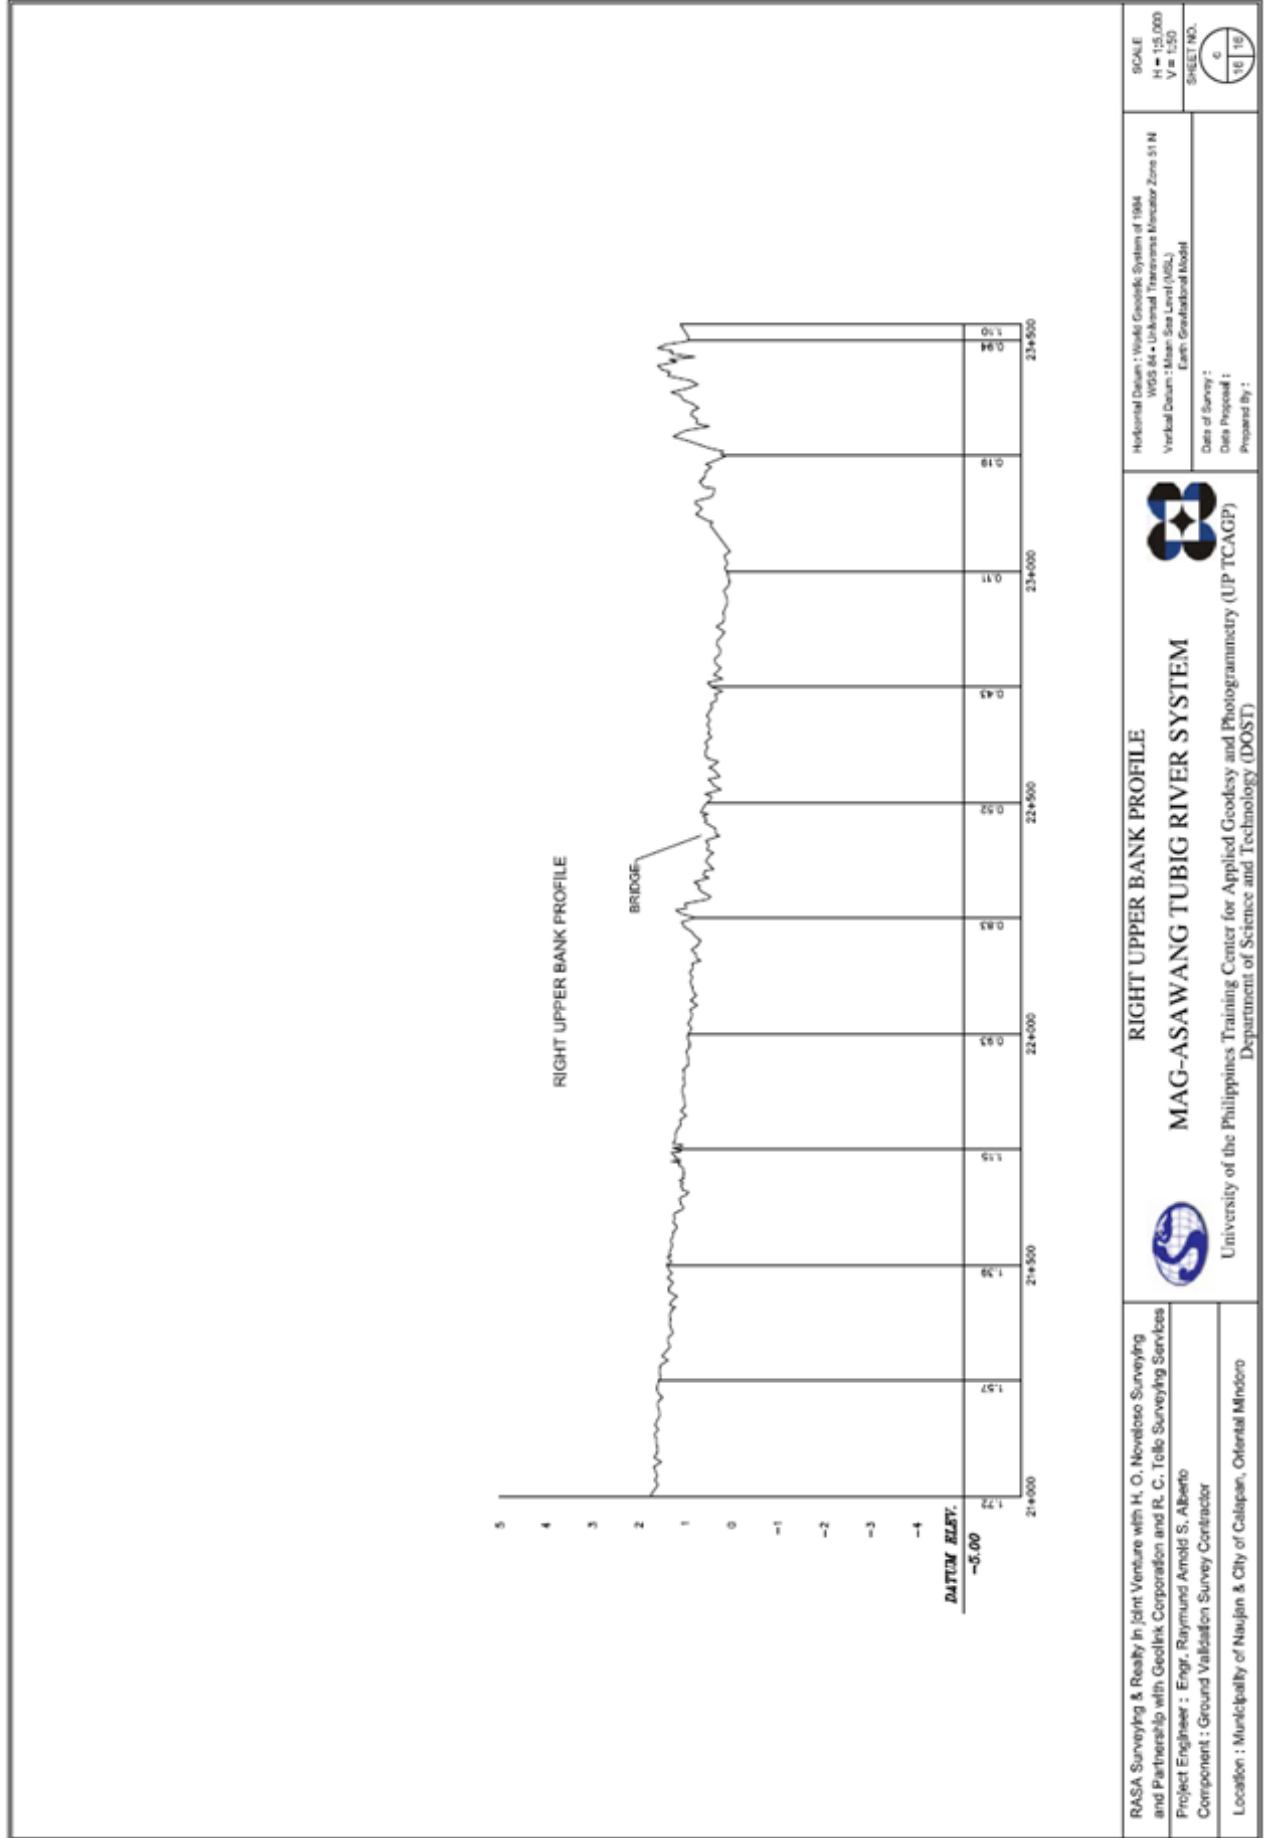 RIGHT UPPER BANK PROFILE
BRIDGE
5
4
3
2
1
0
-1
-2
-3
-4
DATUM ELEV.
-5.00
1.72
1.57
1.39
1.15
0.93
0.83
0.52
0.43
0.11
0.19
0.94
1.10
21+000
21+500
22+000
22+500
23+000
23+500
RASA Surveying & Realty in Joint Venture with H. O. Noveloso Surveying
and Partnership with Geolink Corporation and R. C. Tello Surveying Services
Project Engineer : Engr. Raymund Arnold S. Alberto
Component : Ground Validation Survey Contractor
Location : Municipality of Naujan & City of Calapan, Oriental Mindoro
RIGHT UPPER BANK PROFILE
MAG-ASAWANG TUBIG RIVER SYSTEM
University of the Philippines Training Center for Applied Geodesy and Photogrammetry (UP TCAGP)
Department of Science and Technology (DOST)
Horizontal Datum : World Geodetic System of 1984
WGS 84 - Universal Transverse Mercator Zone 51 N
Vertical Datum : Mean Sea Level (MSL)
Earth Gravitational Model
Date of Survey :
Date Proposal :
Prepared By :
SCALE
H = 1:5,000
V = 1:50
SHEET NO.
16 16